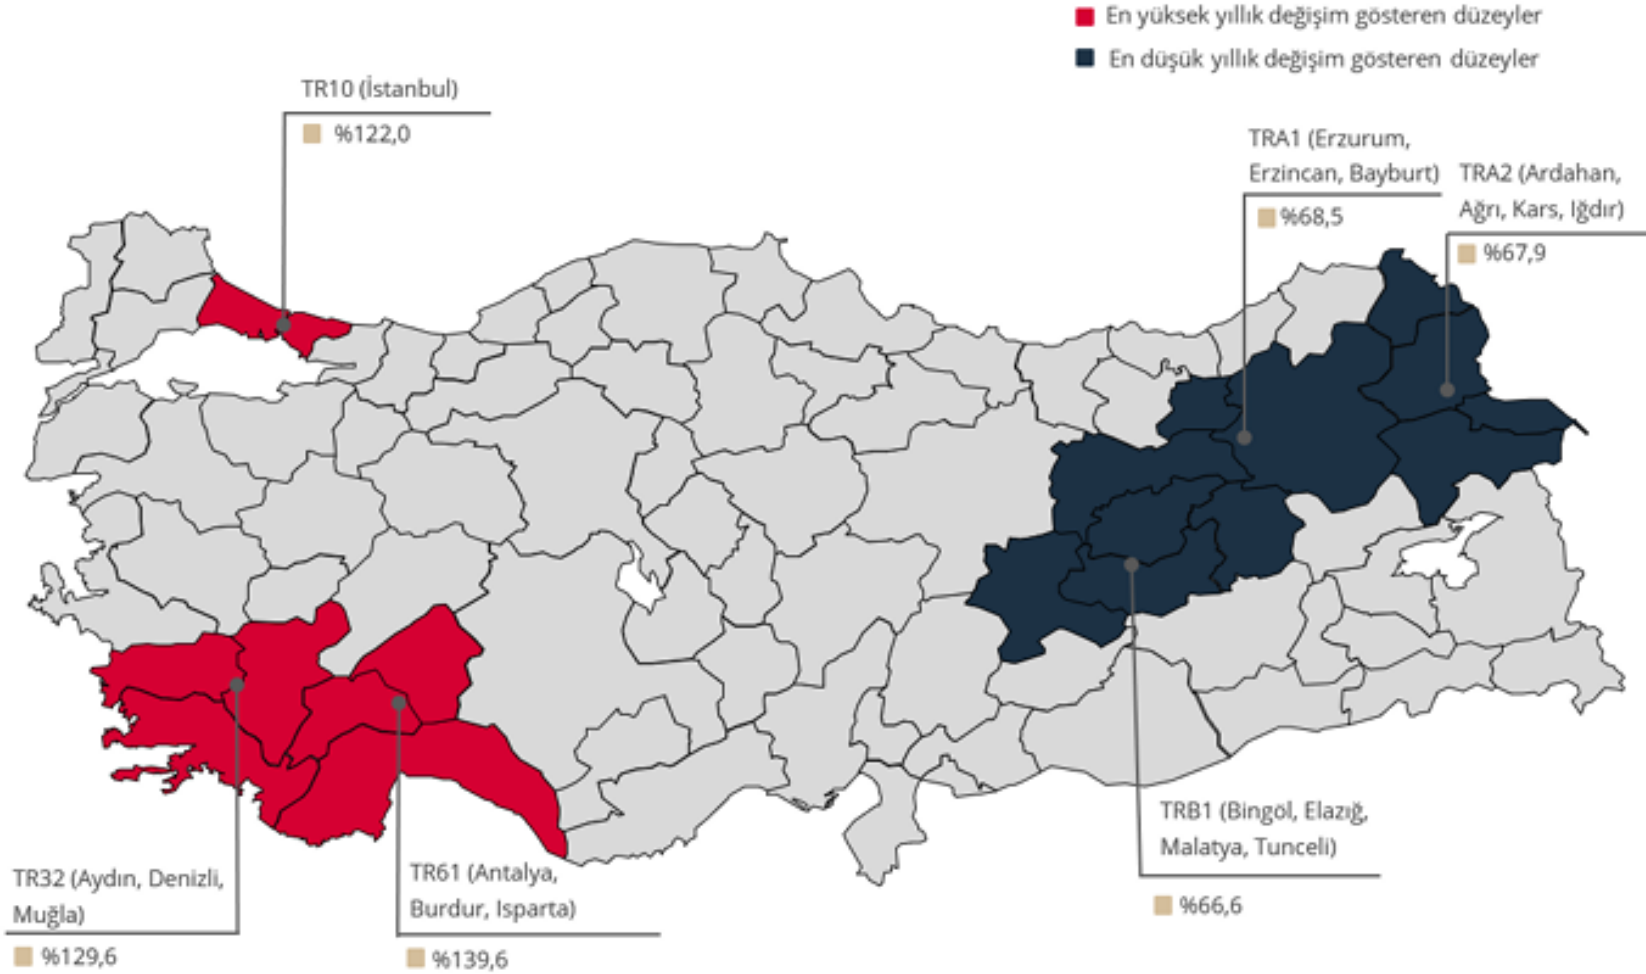 En yüksek yıllık değişim gösteren düzeyler
En düşük yıllık değişim gösteren düzeyler
TR10 (İstanbul)
%122,0
TRA1 (Erzurum,
Erzincan, Bayburt)
%68,5
TRA2 (Ardahan,
Ağrı, Kars, Iğdır)
%67,9
TRB1 (Bingöl, Elazığ,
Malatya, Tunceli)
%66,6
TR32 (Aydın, Denizli,
Muğla)
%129,6
TR61 (Antalya,
Burdur, Isparta)
%139,6